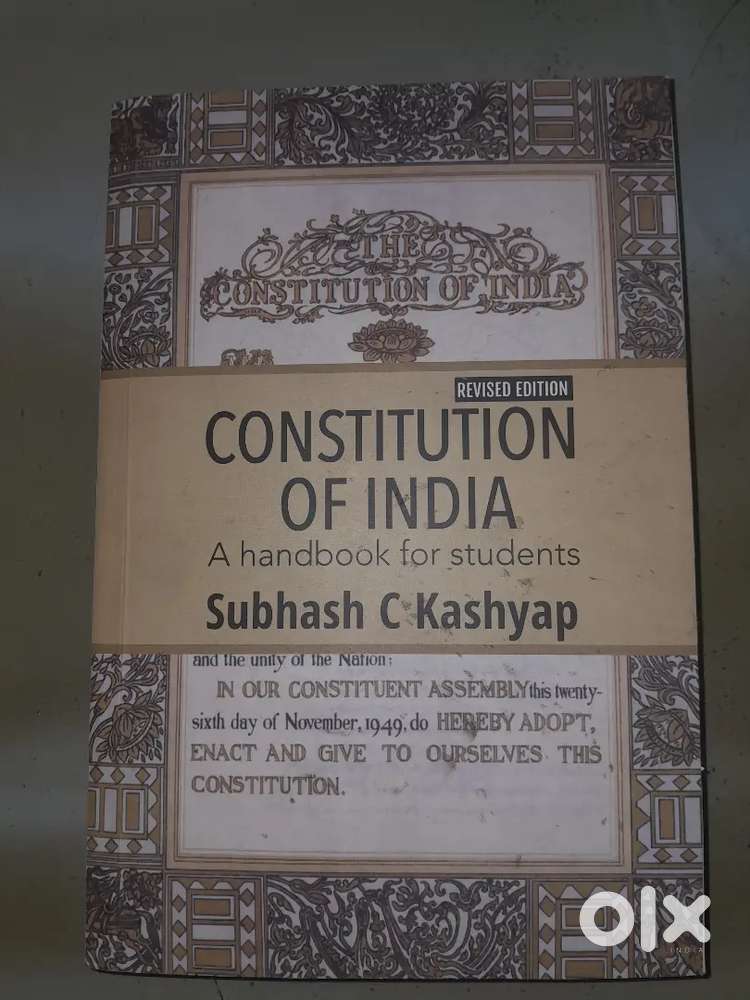 THE
CONSTITUTION OF INDIA
REVISED EDITION
CONSTITUTION
OF INDIA
A handbook for students
Subhash C Kashyap
and the unity of the Nation;
IN OUR CONSTITUENT ASSEMBLY this twenty-
sixth day of November, 1949, do HEREBY ADOPT,
ENACT AND GIVE TO OURSELVES THIS
CONSTITUTION.
olx
INDIA